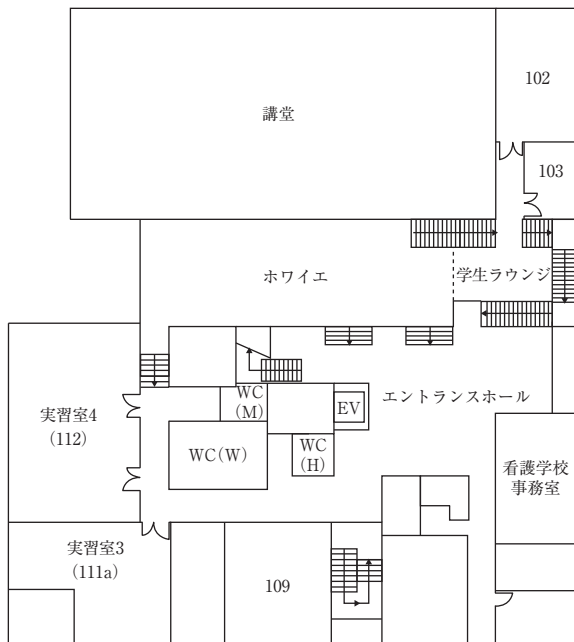 102
講堂
103
ホワイエ
学生ラウンジ
エントランスホール
WC
(M)
EV
実習室4
(112)
WC(W)
WC
(H)
看護学校
事務室
実習室3
(111a)
109